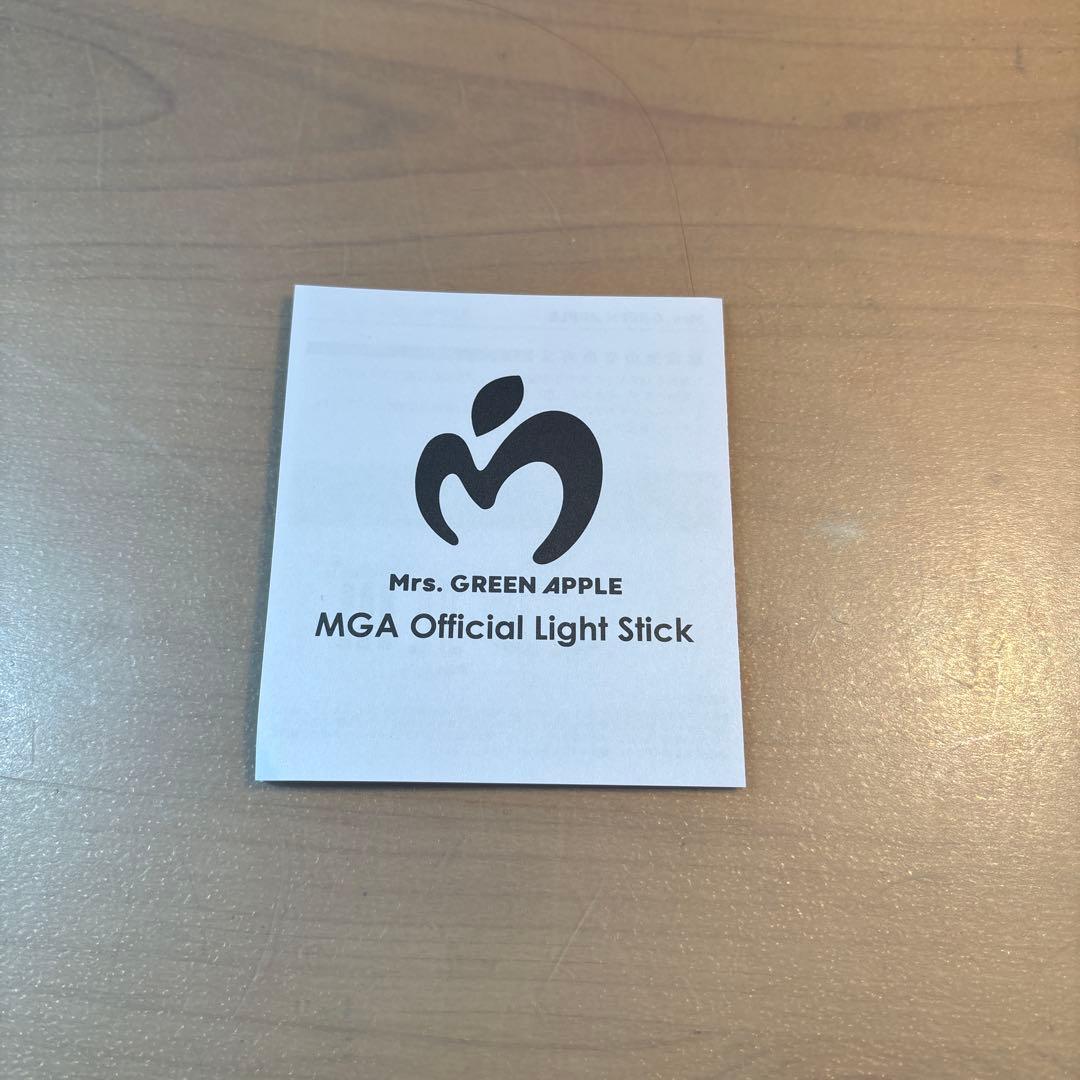 Mrs. GREEN APPLE
MGA Official Light Stick